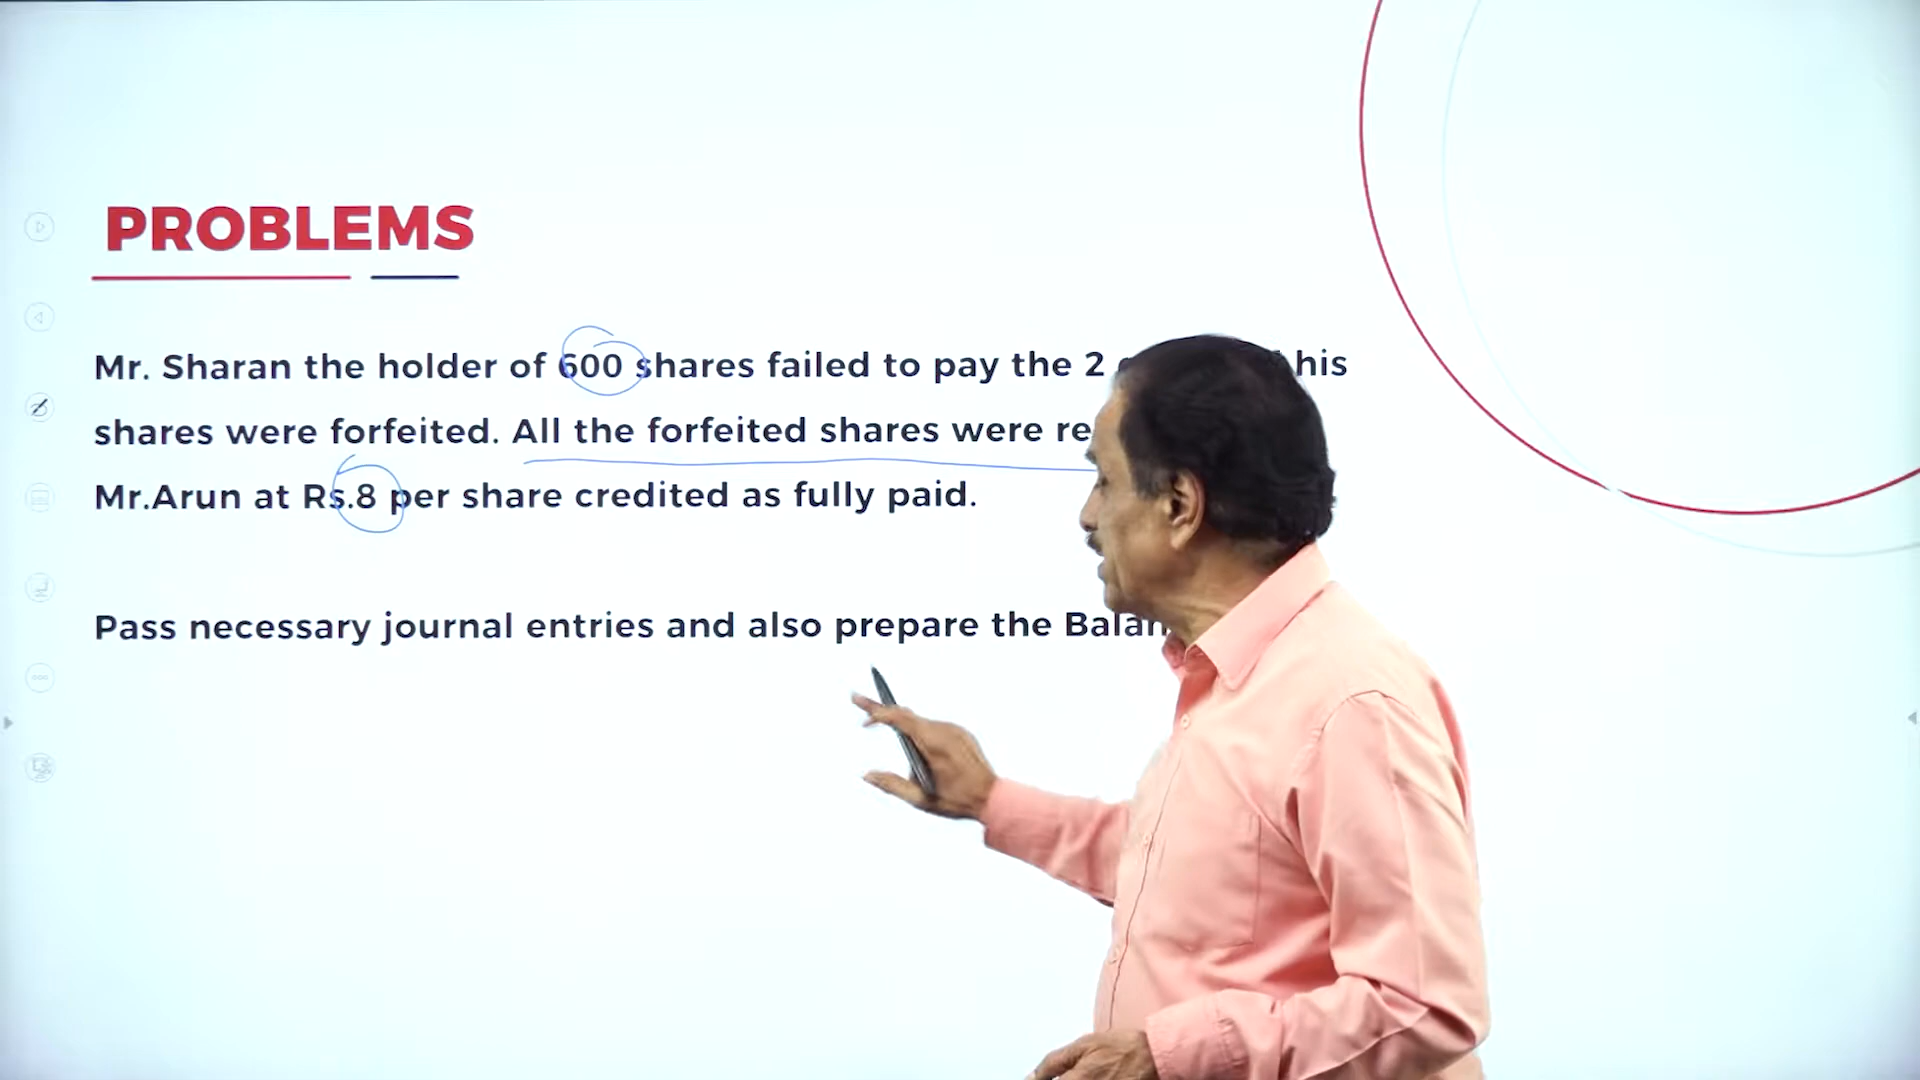 PROBLEMS
Mr. Sharan the holder of 600 shares failed to pay the 2 his
shares were forfeited. All the forfeited shares were
Mr.Arun at Rs.8 per share credited as fully paid.
Pass necessary journal entries and also prepare the